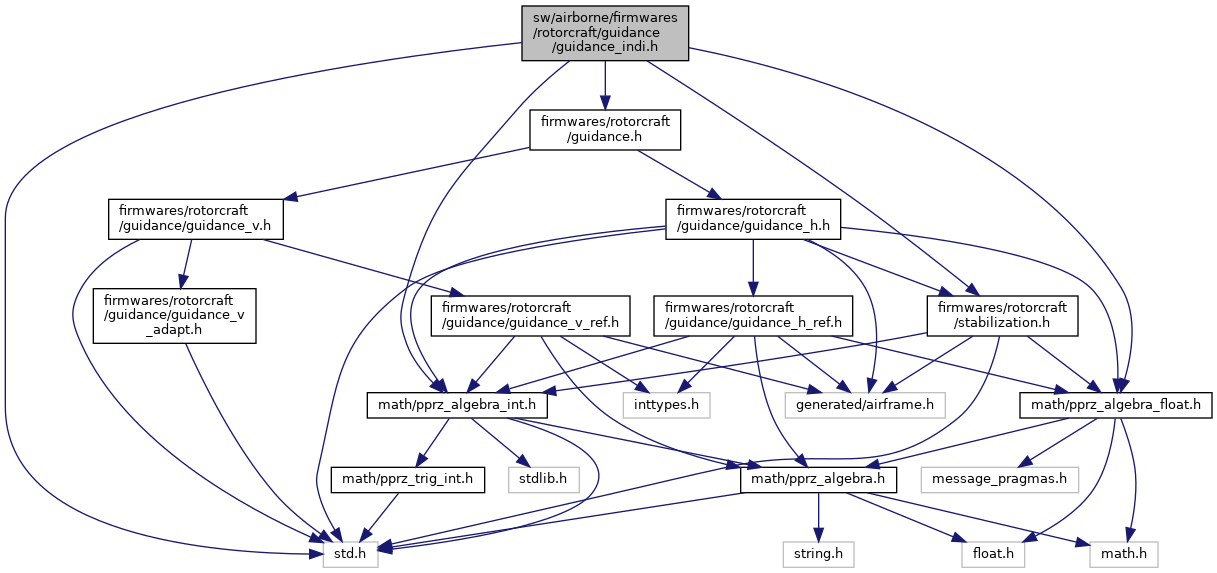 sw/airborne/firmwares
/rotorcraft/guidance
/guidance_indi.h
firmwares/rotorcraft
/guidance.h
firmwares/rotorcraft
/guidance/guidance_v.h
firmwares/rotorcraft
/guidance/guidance_h.h
firmwares/rotorcraft
/guidance/guidance_v
_adapt.h
firmwares/rotorcraft
/guidance/guidance_v_ref.h
firmwares/rotorcraft
/guidance/guidance_h_ref.h
firmwares/rotorcraft
/stabilization.h
math/pprz_algebra_int.h
inttypes.h
generated/airframe.h
math/pprz_algebra_float.h
math/pprz_trig_int.h
stdlib.h
math/pprz_algebra.h
message_pragmas.h
std.h
string.h
float.h
math.h